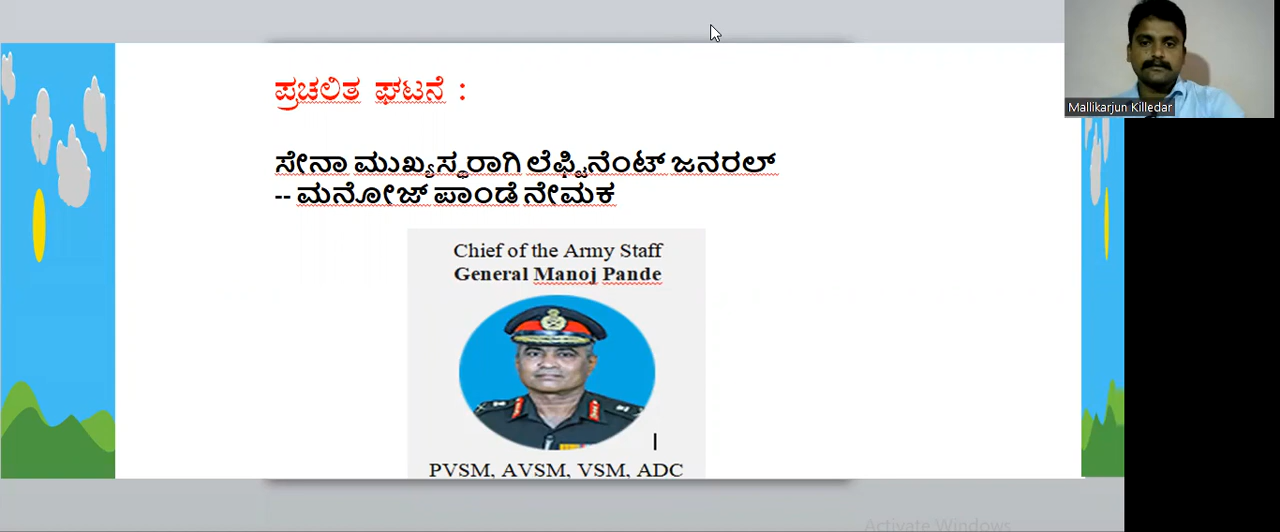 ಪ್ರಚಲಿತ ಘಟನೆ :
ಸೇನಾ ಮುಖ್ಯಸ್ಥರಾಗಿ ಲೆಫ್ಟಿನೆಂಟ್ ಜನರಲ್
-- ಮನೋಜ್ ಪಾಂಡೆ ನೇಮಕ
Chief of the Army Staff
General Manoj Pande
PVSM, AVSM, VSM, ADC
Mallikarjun Killedar
Activate Windows